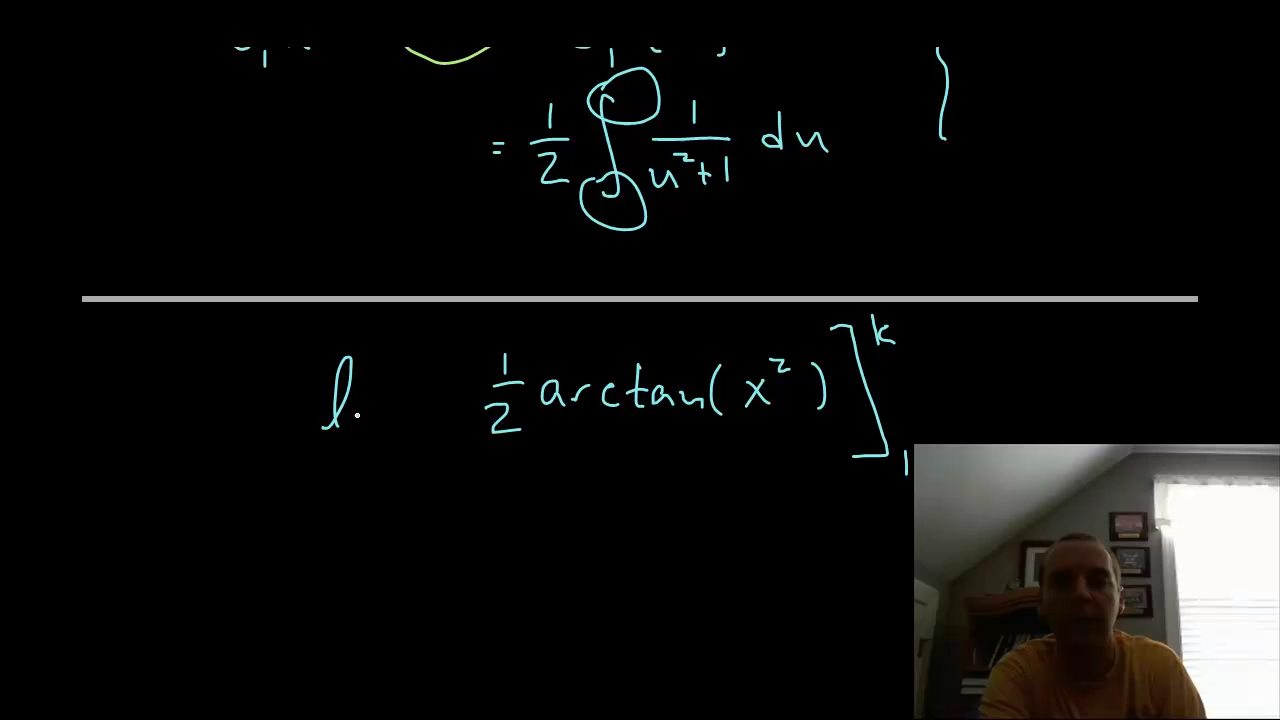 = 1/2 ∫ 1/(u²+1) du
l 1/2 arctan(x²) ]₁ᵏ